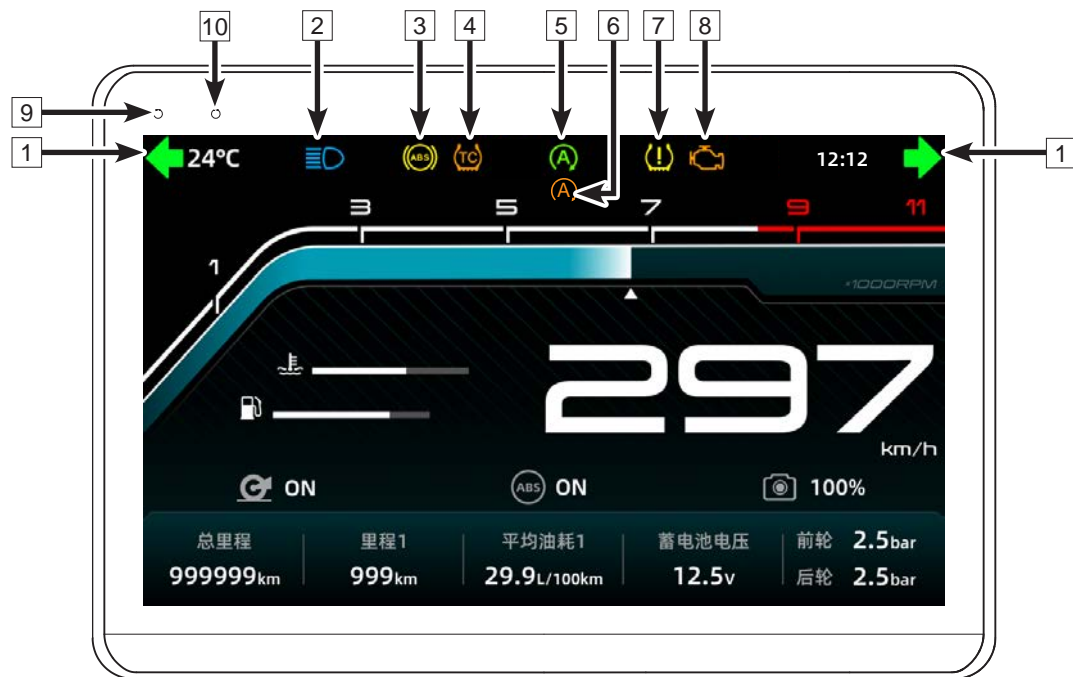 10 2 3 4 5 6 7 8
9
1 1
24°C ABS TC A ! 12:12
A
1 3 5 7 9 11
×1000RPM
297
km/h
ON ABS ON 100%
总里程 里程1 平均油耗1 蓄电池电压 前轮 2.5bar
999999km 999km 29.9L/100km 12.5v 后轮 2.5bar